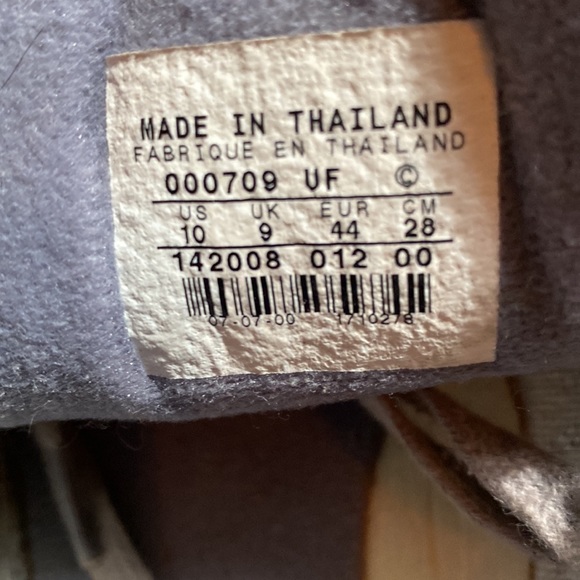 MADE IN THAILAND
FABRIQUE EN THAILAND
000709 UF ©
US UK EUR CM
10 9 44 28
142008 012 00
07-07-00 1710278